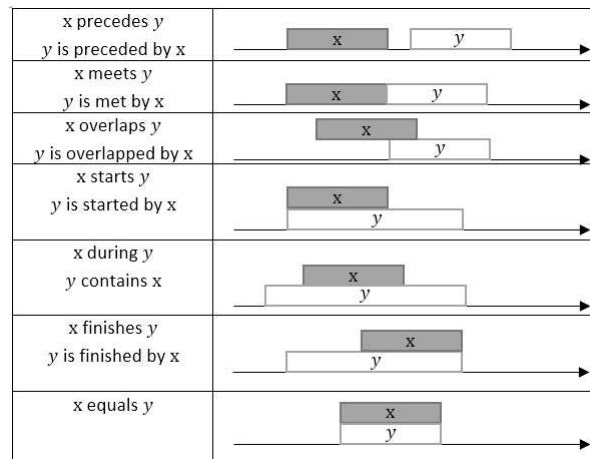 x precedes y
y is preceded by x
x y
x meets y
y is met by x
x y
x overlaps y
y is overlapped by x
x
y
x starts y
y is started by x
x
y
x during y
y contains x
x
y
x finishes y
y is finished by x
x
y
x equals y
x
y